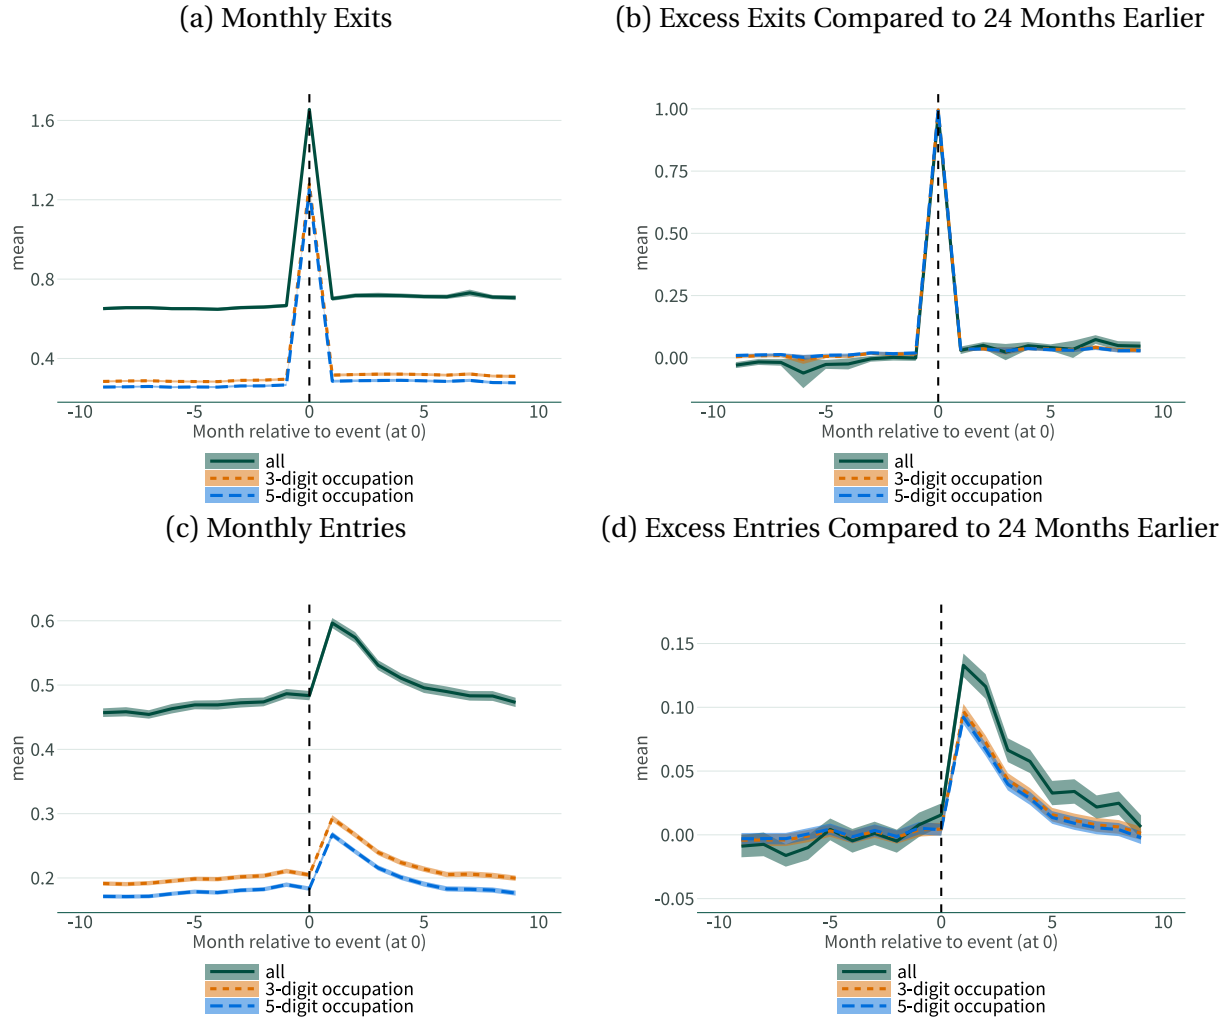 (a) Monthly Exits
1.6
1.2
0.8
0.4
mean
-10 -5 0 5 10
Month relative to event (at 0)
all
3-digit occupation
5-digit occupation
(b) Excess Exits Compared to 24 Months Earlier
1.00
0.75
0.50
0.25
0.00
mean
-10 -5 0 5 10
Month relative to event (at 0)
all
3-digit occupation
5-digit occupation
(c) Monthly Entries
0.6
0.5
0.4
0.3
0.2
mean
-10 -5 0 5 10
Month relative to event (at 0)
all
3-digit occupation
5-digit occupation
(d) Excess Entries Compared to 24 Months Earlier
0.15
0.10
0.05
0.00
-0.05
mean
-10 -5 0 5 10
Month relative to event (at 0)
all
3-digit occupation
5-digit occupation